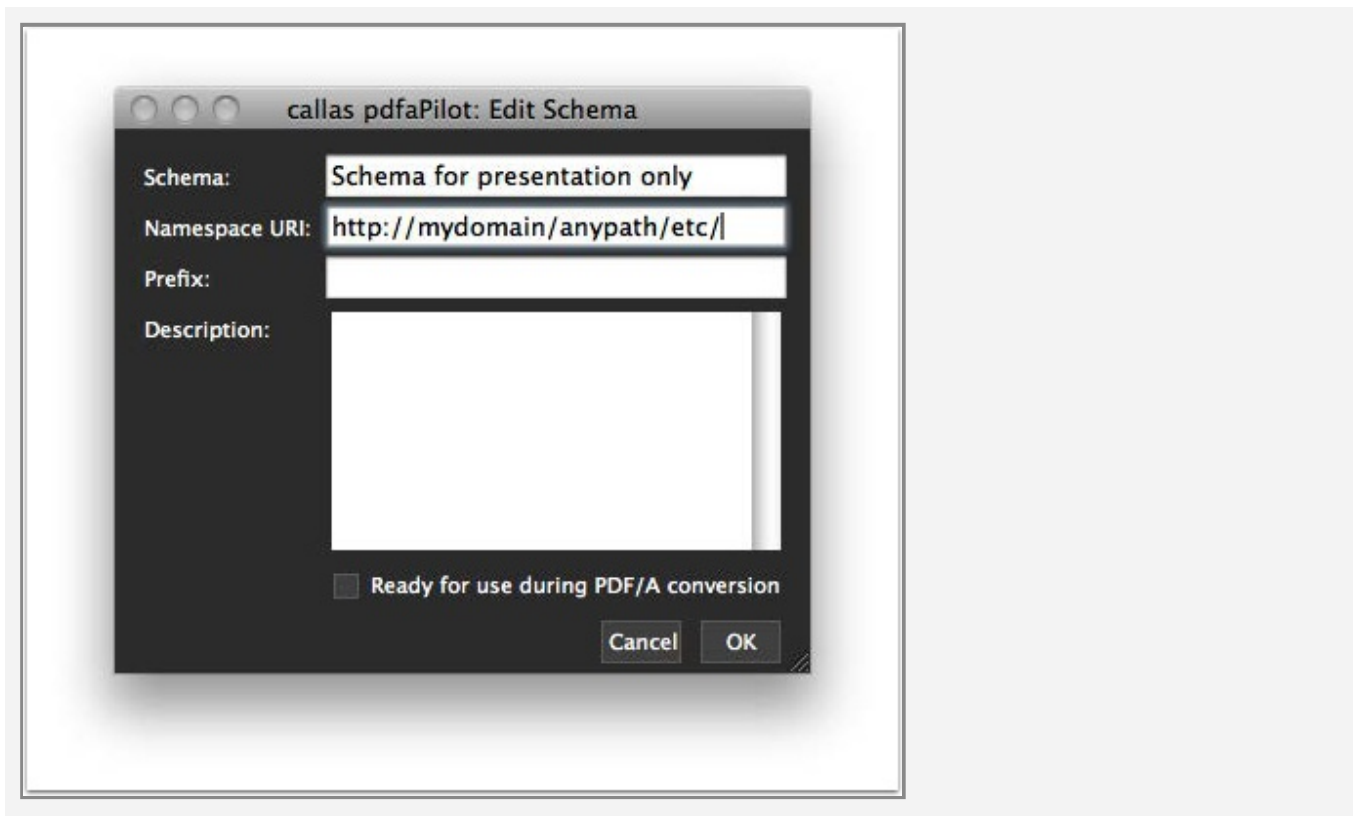 callas pdfaPilot: Edit Schema
Schema: Schema for presentation only
Namespace URI: http://mydomain/anypath/etc/
Prefix:
Description:
Ready for use during PDF/A conversion
Cancel OK